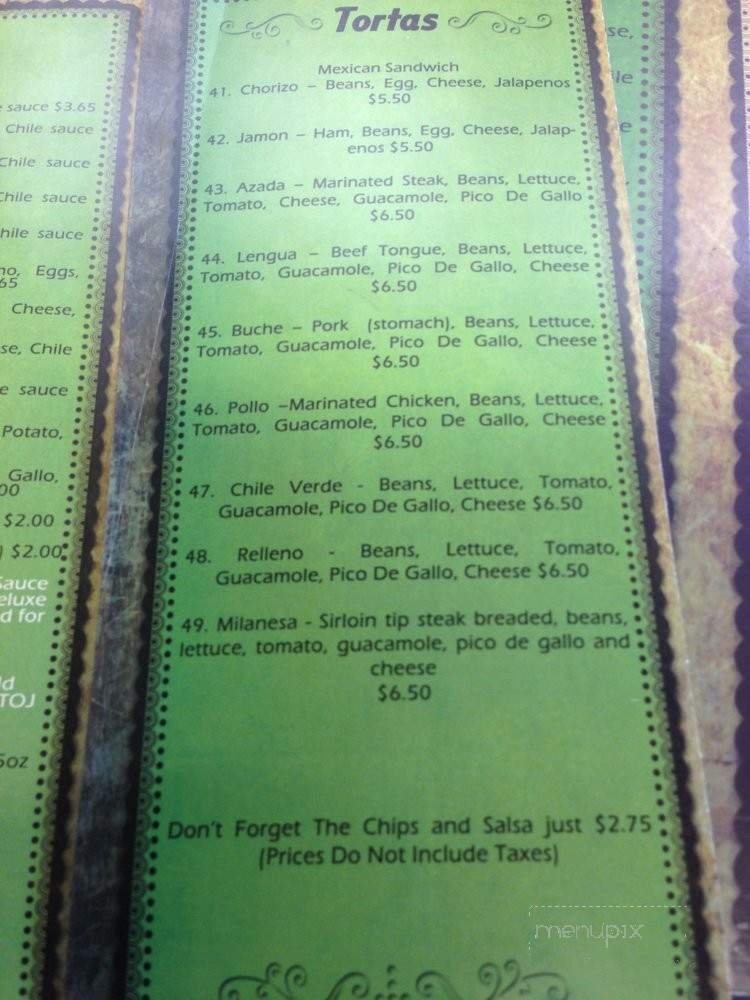 Tortas
Mexican Sandwich
41. Chorizo – Beans, Egg, Cheese, Jalapenos
$5.50
42. Jamon – Ham, Beans, Egg, Cheese, Jalap-
enos $5.50
43. Azada – Marinated Steak, Beans, Lettuce,
Tomato, Cheese, Guacamole, Pico De Gallo
$6.50
44. Lengua – Beef Tongue, Beans, Lettuce,
Tomato, Guacamole, Pico De Gallo, Cheese
$6.50
45. Buche – Pork (stomach), Beans, Lettuce,
Tomato, Guacamole, Pico De Gallo, Cheese
$6.50
46. Pollo –Marinated Chicken, Beans, Lettuce,
Tomato, Guacamole, Pico De Gallo, Cheese
$6.50
47. Chile Verde - Beans, Lettuce, Tomato,
Guacamole, Pico De Gallo, Cheese $6.50
48. Relleno - Beans, Lettuce, Tomato,
Guacamole, Pico De Gallo, Cheese $6.50
49. Milanesa - Sirloin tip steak breaded, beans,
lettuce, tomato, guacamole, pico de gallo and
cheese
$6.50
Don't Forget The Chips and Salsa just $2.75
(Prices Do Not Include Taxes)
sauce $3.65
Chile sauce
Chile sauce
Chile sauce
hile sauce
no, Eggs,
65
Cheese,
se, Chile
e sauce
Potato,
Gallo,
00
$2.00
) $2.00
Sauce
eluxe
d for
ld
TOJ
5oz
se,
ile
e
menupix